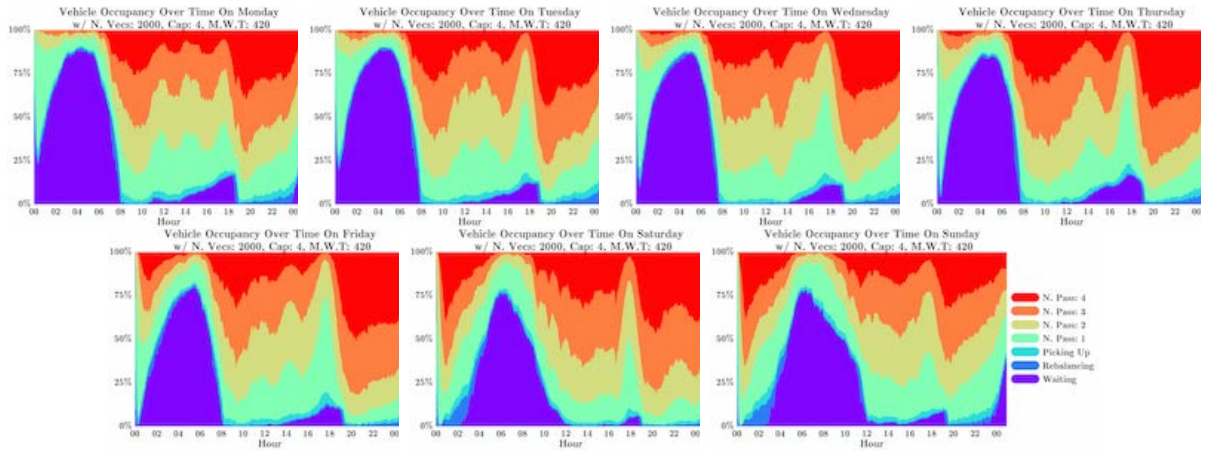 Vehicle Occupancy Over Time On Monday
w/ N. Vecs: 2000, Cap: 4, M.W.T: 420
100%
75%
50%
25%
0%
00 02 04 06 08 10 12 14 16 18 20 22 00
Hour
Vehicle Occupancy Over Time On Tuesday
w/ N. Vecs: 2000, Cap: 4, M.W.T: 420
100%
75%
50%
25%
0%
00 02 04 06 08 10 12 14 16 18 20 22 00
Hour
Vehicle Occupancy Over Time On Wednesday
w/ N. Vecs: 2000, Cap: 4, M.W.T: 420
100%
75%
50%
25%
0%
00 02 04 06 08 10 12 14 16 18 20 22 00
Hour
Vehicle Occupancy Over Time On Thursday
w/ N. Vecs: 2000, Cap: 4, M.W.T: 420
100%
75%
50%
25%
0%
00 02 04 06 08 10 12 14 16 18 20 22 00
Hour
Vehicle Occupancy Over Time On Friday
w/ N. Vecs: 2000, Cap: 4, M.W.T: 420
100%
75%
50%
25%
0%
00 02 04 06 08 10 12 14 16 18 20 22 00
Hour
Vehicle Occupancy Over Time On Saturday
w/ N. Vecs: 2000, Cap: 4, M.W.T: 420
100%
75%
50%
25%
0%
00 02 04 06 08 10 12 14 16 18 20 22 00
Hour
Vehicle Occupancy Over Time On Sunday
w/ N. Vecs: 2000, Cap: 4, M.W.T: 420
100%
75%
50%
25%
0%
00 02 04 06 08 10 12 14 16 18 20 22 00
Hour
N. Pass: 4
N. Pass: 3
N. Pass: 2
N. Pass: 1
Picking Up
Rebalancing
Waiting